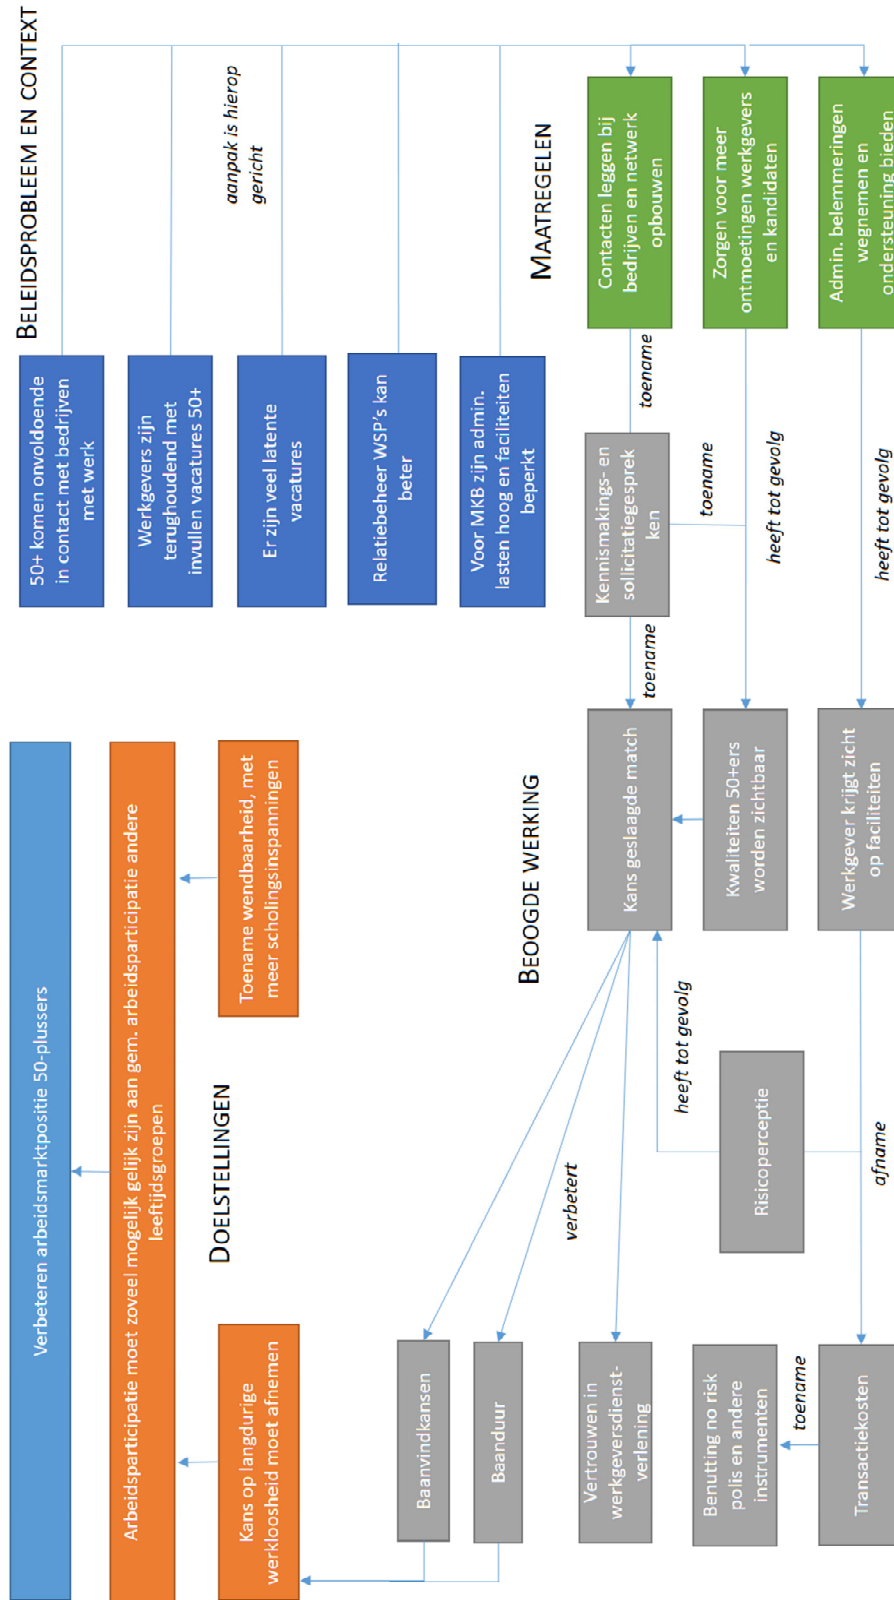 Verbeteren arbeidsmarktpositie 50-plussers
Arbeidsparticipatie moet zoveel mogelijk gelijk zijn aan gem. arbeidsparticipatie andere
leeftijdsgroepen
Kans op langdurige
werkloosheid moet afnemen
DOELSTELLINGEN
Toename wendbaarheid, met
meer scholingsinspanningen
BELEIDSPROBLEEM EN CONTEXT
50+ komen onvoldoende
in contact met bedrijven
met werk
Werkgevers zijn
terughoudend met
invullen vacatures 50+
Er zijn veel latente
vacatures
Relatiebeheer WSP's kan
beter
Voor MKB zijn admin.
lasten hoog en faciliteiten
beperkt
aanpak is hierop
gericht
BEOOGDE WERKING
MAATREGELEN
Baanvindkansen
Baanduur
Vertrouwen in
werkgeversdienst-
verlening
Benutting no risk
polis en andere
instrumenten
toename
Transactiekosten
verbetert
heeft tot gevolg
Risicoperceptie
afname
Kans geslaagde match
Kwaliteiten 50+ers
worden zichtbaar
Werkgever krijgt zicht
op faciliteiten
toename
Kennismakings- en
sollicitatiegesprek
ken
toename
toename
heeft tot gevolg
heeft tot gevolg
Contacten leggen bij
bedrijven en netwerk
opbouwen
Zorgen voor meer
ontmoetingen werkgevers
en kandidaten
Admin. belemmeringen
wegnemen en
ondersteuning bieden